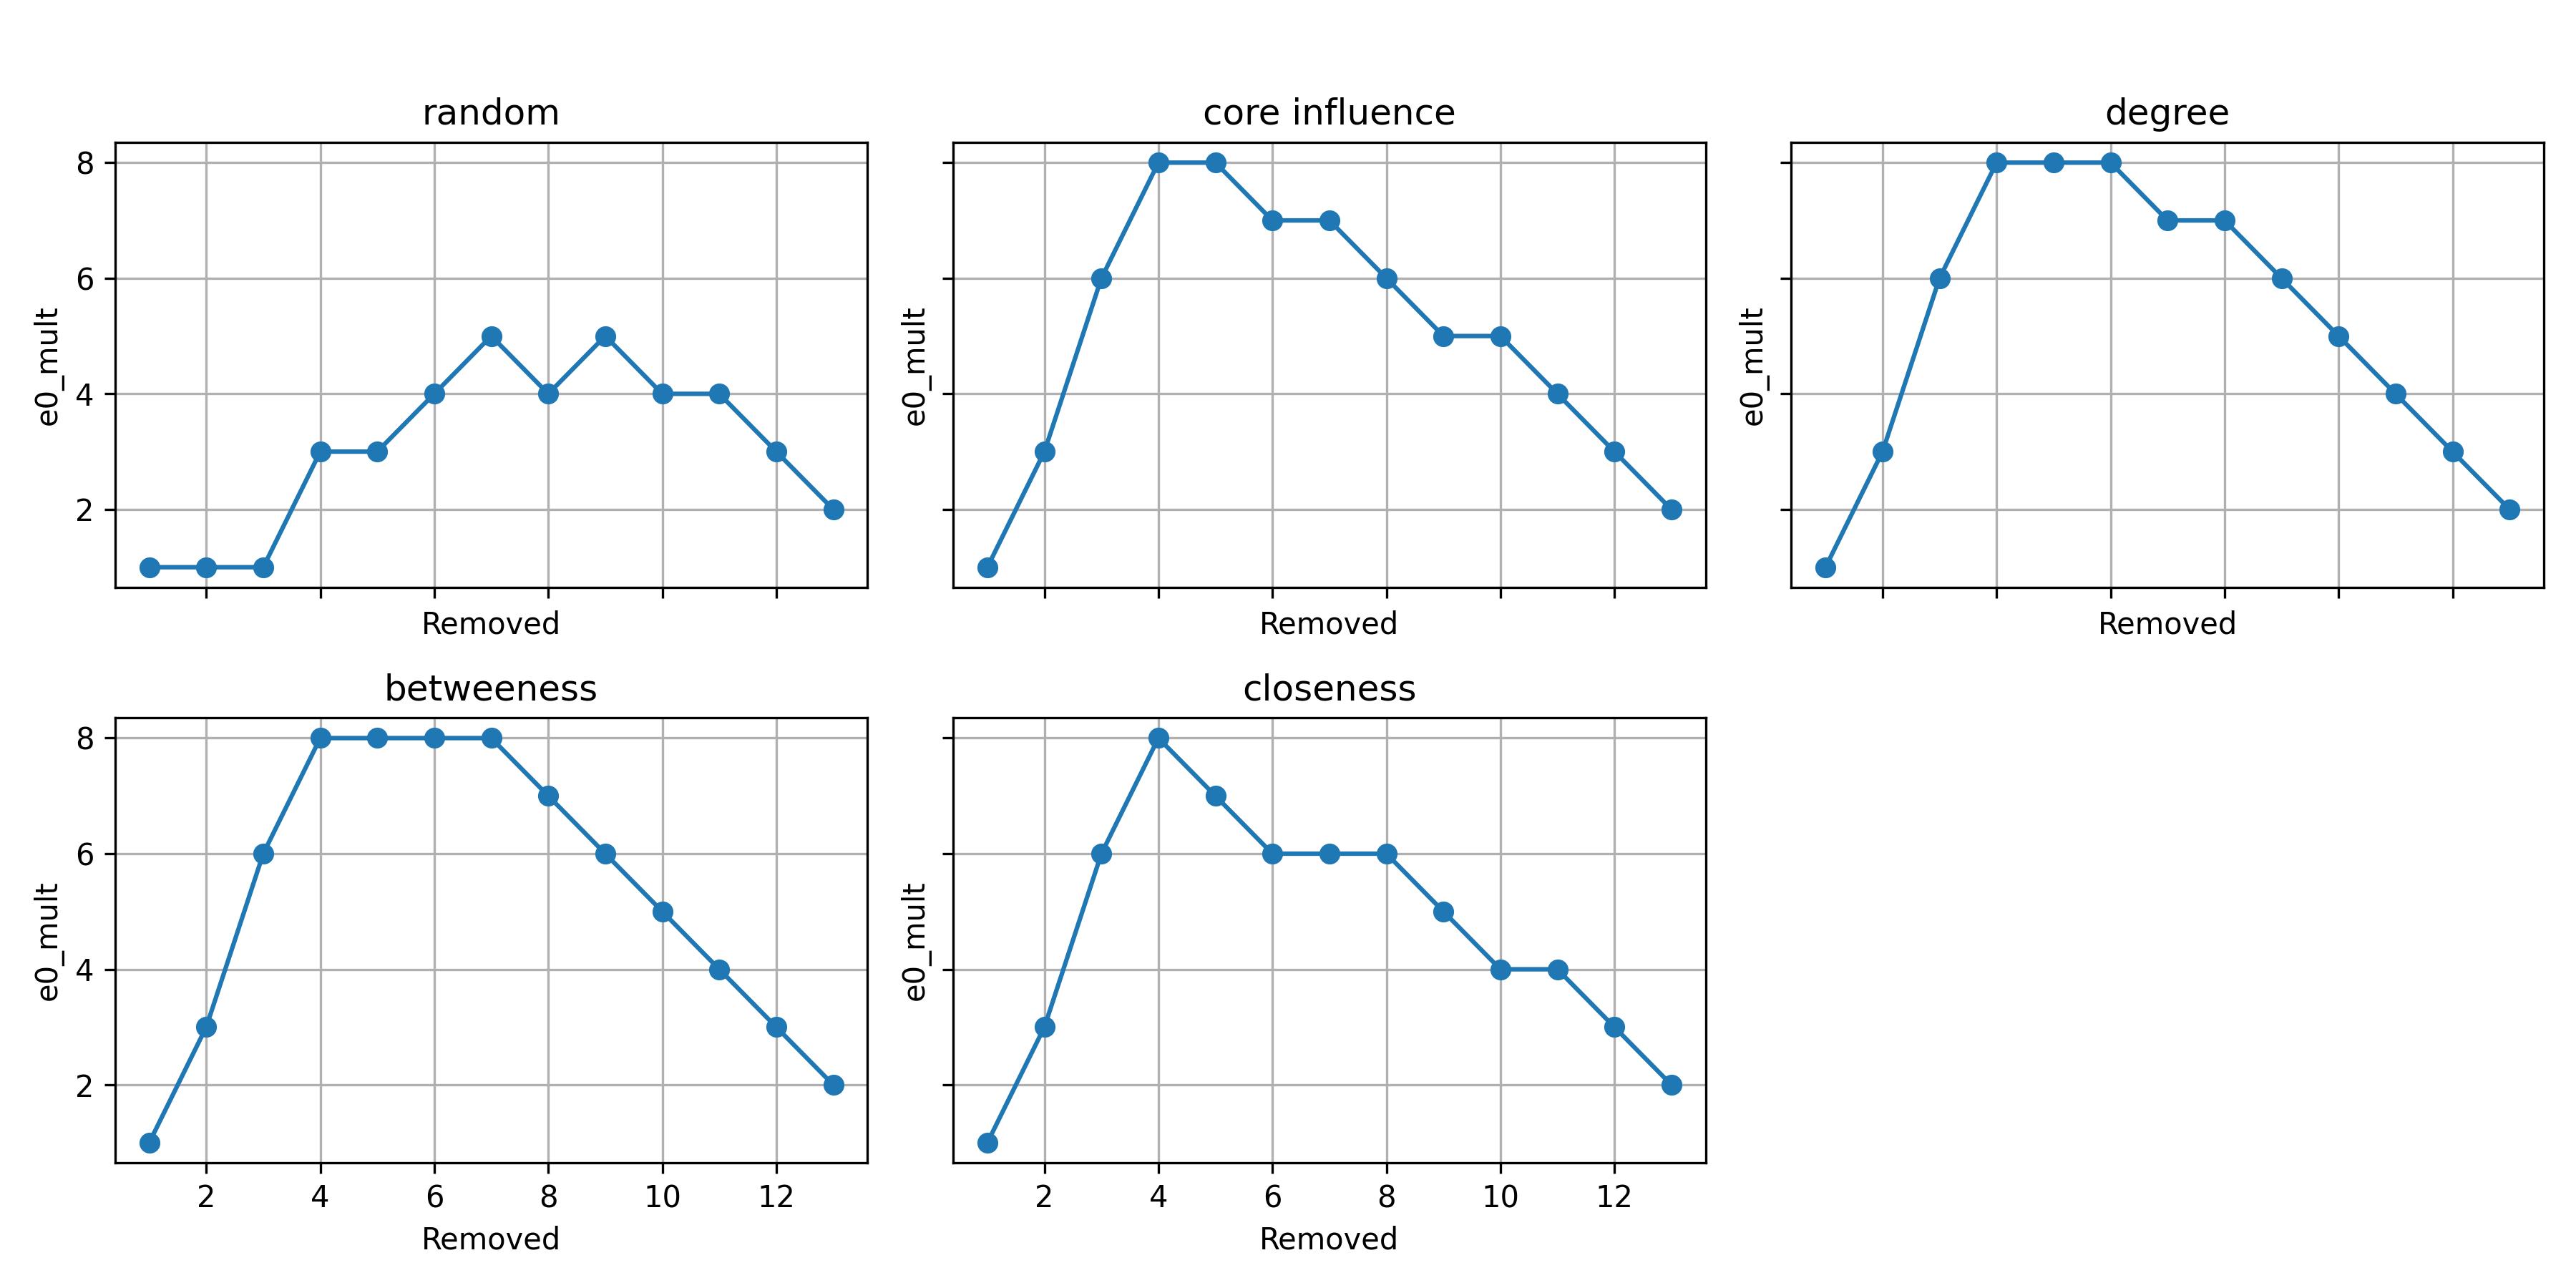 random
core influence
degree
8
6
4
2
e0_mult
e0_mult
e0_mult
Removed
Removed
Removed
betweeness
closeness
8
6
4
2
e0_mult
e0_mult
2 4 6 8 10 12
2 4 6 8 10 12
Removed
Removed